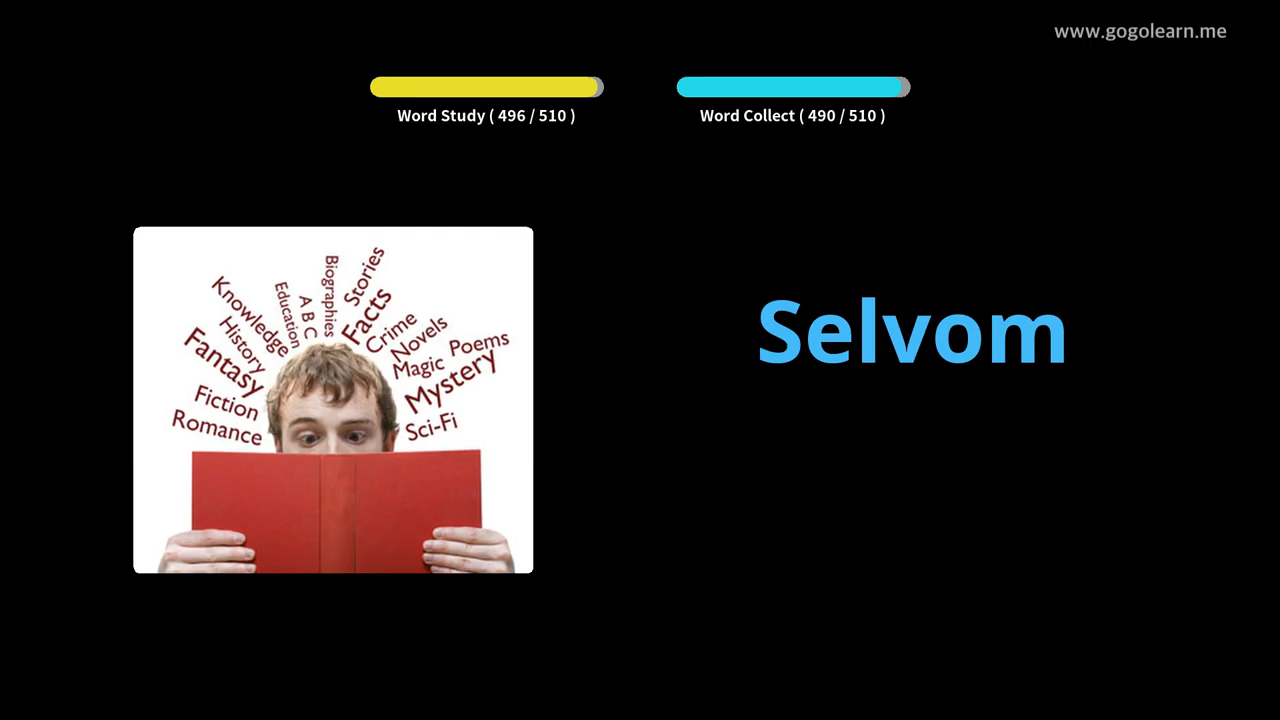 www.gogolearn.me
Word Study ( 496 / 510 )
Word Collect ( 490 / 510 )
Selvom
Romance
Fiction
Fantasy
History
Knowledge
Education
A B C
Biographies
Stories
Facts
Crime
Novels
Magic
Poems
Mystery
Sci-Fi